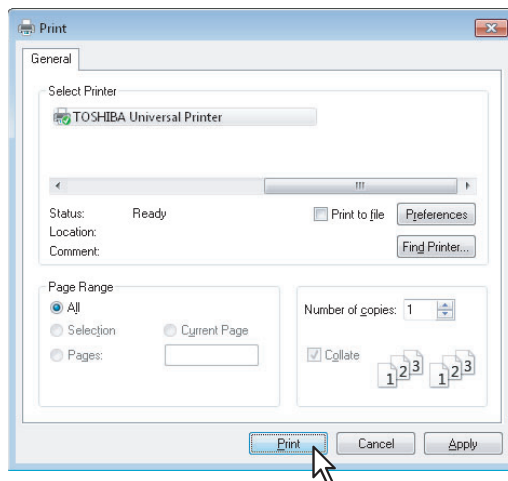 Print
General
Select Printer
TOSHIBA Universal Printer
Status: Ready
Print to file
Preferences
Location:
Comment:
Find Printer...
Page Range
All
Selection
Current Page
Pages:
Number of copies: 1
Collate
1 2 3 1 2 3
Print Cancel Apply